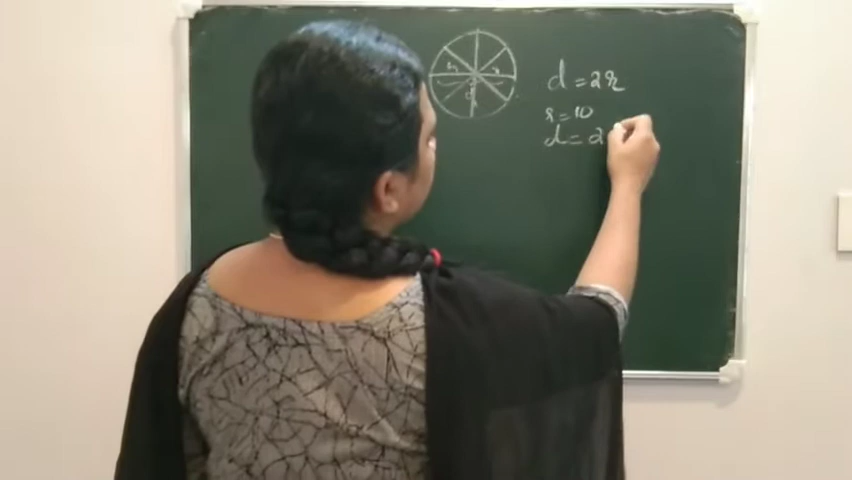 d = 2r
r = 10
d = 2